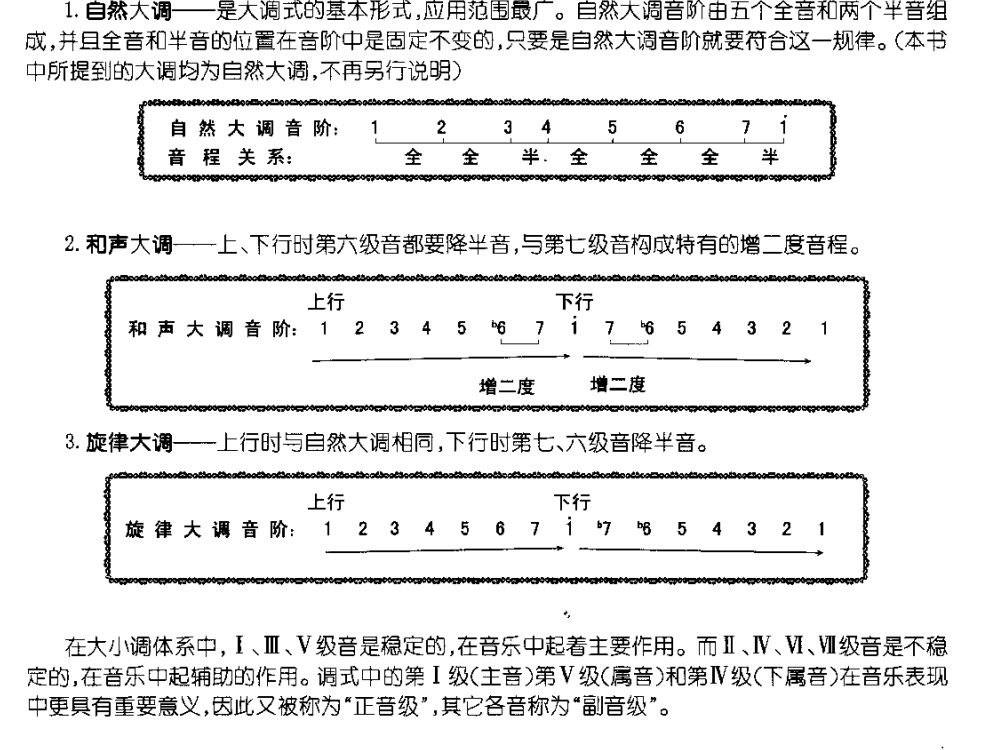 1. 自然大调——是大调式的基本形式,应用范围最广。自然大调音阶由五个全音和两个半音组
成,并且全音和半音的位置在音阶中是固定不变的,只要是自然大调音阶就要符合这一规律。(本书
中所提到的大调均为自然大调,不再另行说明)
自然大调音阶: 1 2 3 4 5 6 7 i
音程关系: 全 全 半 全 全 全 半
2. 和声大调——上、下行时第六级音都要降半音,与第七级音构成特有的增二度音程。
上行 下行
和声大调音阶: 1 2 3 4 5 ᵇ6 7 i 7 ᵇ6 5 4 3 2 1
增二度 增二度
3. 旋律大调——上行时与自然大调相同,下行时第七、六级音降半音。
上行 下行
旋律大调音阶: 1 2 3 4 5 6 7 i ᵇ7 ᵇ6 5 4 3 2 1
在大小调体系中,Ⅰ、Ⅲ、Ⅴ级音是稳定的,在音乐中起着主要作用。而Ⅱ、Ⅳ、Ⅵ、Ⅶ级音是不稳
定的,在音乐中起辅助的作用。调式中的第Ⅰ级(主音)第Ⅴ级(属音)和第Ⅳ级(下属音)在音乐表现
中更具有重要意义,因此又被称为“正音级”,其它各音称为“副音级”。